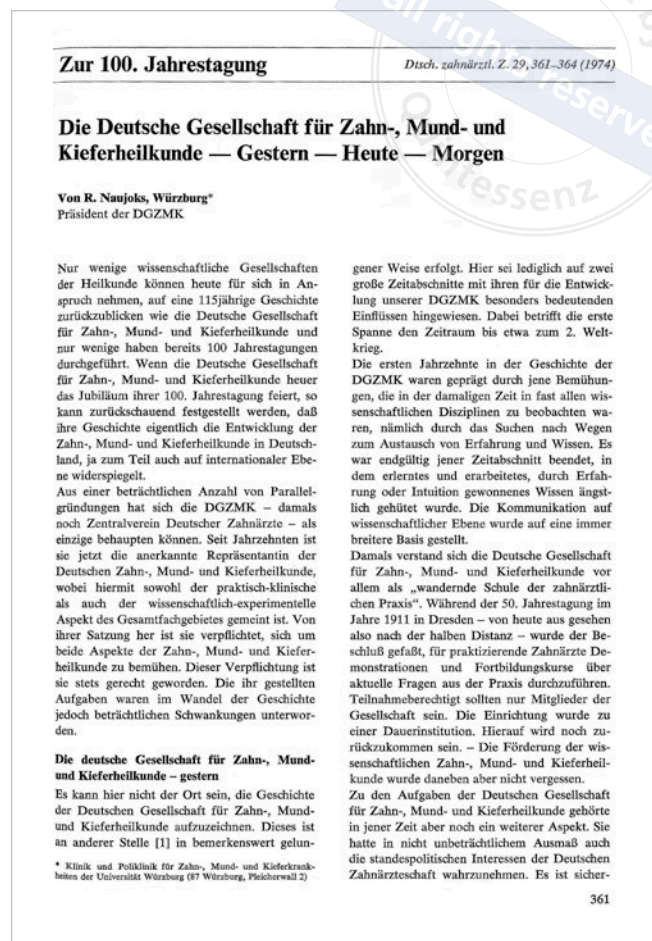 Zur 100. Jahrestagung
Dtsch. zahnärztl. Z. 29, 361–364 (1974)
all rights reserved
Quintessenz
Die Deutsche Gesellschaft für Zahn-, Mund- und
Kieferheilkunde — Gestern — Heute — Morgen
Von R. Naujoks, Würzburg*
Präsident der DGZMK
Nur wenige wissenschaftliche Gesellschaften
der Heilkunde können heute für sich in An-
spruch nehmen, auf eine 115jährige Geschichte
zurückzublicken wie die Deutsche Gesellschaft
für Zahn-, Mund- und Kieferheilkunde und
nur wenige haben bereits 100 Jahrestagungen
durchgeführt. Wenn die Deutsche Gesellschaft
für Zahn-, Mund- und Kieferheilkunde heuer
das Jubiläum ihrer 100. Jahrestagung feiert, so
kann zurückschauend festgestellt werden, daß
ihre Geschichte eigentlich die Entwicklung der
Zahn-, Mund- und Kieferheilkunde in Deutsch-
land, ja zum Teil auch auf internationaler Ebe-
ne widerspiegelt.
Aus einer beträchtlichen Anzahl von Parallel-
gründungen hat sich die DGZMK – damals
noch Zentralverein Deutscher Zahnärzte – als
einzige behaupten können. Seit Jahrzehnten ist
sie jetzt die anerkannte Repräsentantin der
Deutschen Zahn-, Mund- und Kieferheilkunde,
wobei hiermit sowohl der praktisch-klinische
als auch der wissenschaftlich-experimentelle
Aspekt des Gesamtfachgebietes gemeint ist. Von
ihrer Satzung her ist sie verpflichtet, sich um
beide Aspekte der Zahn-, Mund- und Kiefer-
heilkunde zu bemühen. Dieser Verpflichtung ist
sie stets gerecht geworden. Die ihr gestellten
Aufgaben waren im Wandel der Geschichte
jedoch beträchtlichen Schwankungen unterwor-
den.
Die deutsche Gesellschaft für Zahn-, Mund-
und Kieferheilkunde – gestern
Es kann hier nicht der Ort sein, die Geschichte
der Deutschen Gesellschaft für Zahn-, Mund-
und Kieferheilkunde aufzuzeichnen. Dieses ist
an anderer Stelle [1] in bemerkenswert gelun-
* Klinik und Poliklinik für Zahn-, Mund- und Kieferkrank-
heiten der Universität Würzburg (87 Würzburg, Pleicherwall 2)
gener Weise erfolgt. Hier sei lediglich auf zwei
große Zeitabschnitte mit ihren für die Entwick-
lung unserer DGZMK besonders bedeutenden
Einflüssen hingewiesen. Dabei betrifft die erste
Spanne den Zeitraum bis etwa zum 2. Welt-
krieg.
Die ersten Jahrzehnte in der Geschichte der
DGZMK waren geprägt durch jene Bemühun-
gen, die in der damaligen Zeit in fast allen wis-
senschaftlichen Disziplinen zu beobachten wa-
ren, nämlich durch das Suchen nach Wegen
zum Austausch von Erfahrung und Wissen. Es
war endgültig jener Zeitabschnitt beendet, in
dem erlerntes und erarbeitetes, durch Erfah-
rung oder Intuition gewonnenes Wissen ängst-
lich gehütet wurde. Die Kommunikation auf
wissenschaftlicher Ebene wurde auf eine immer
breitere Basis gestellt.
Damals verstand sich die Deutsche Gesellschaft
für Zahn-, Mund- und Kieferheilkunde vor
allem als „wandernde Schule der zahnärztli-
chen Praxis“. Während der 50. Jahrestagung im
Jahre 1911 in Dresden – von heute aus gesehen
also nach der halben Distanz – wurde der Be-
schluß gefaßt, für praktizierende Zahnärzte De-
monstrationen und Fortbildungskurse über
aktuelle Fragen aus der Praxis durchzuführen.
Teilnahmeberechtigt sollten nur Mitglieder der
Gesellschaft sein. Die Einrichtung wurde zu
einer Dauerinstitution. Hierauf wird noch zu-
rückzukommen sein. – Die Förderung der wis-
senschaftlichen Zahn-, Mund- und Kieferheil-
kunde wurde daneben aber nicht vergessen.
Zu den Aufgaben der Deutschen Gesellschaft
für Zahn-, Mund- und Kieferheilkunde gehörte
in jener Zeit aber noch ein weiterer Aspekt. Sie
hatte in nicht unbeträchtlichem Ausmaß auch
die standespolitischen Interessen der Deutschen
Zahnärzteschaft wahrzunehmen. Es ist sicher-
361